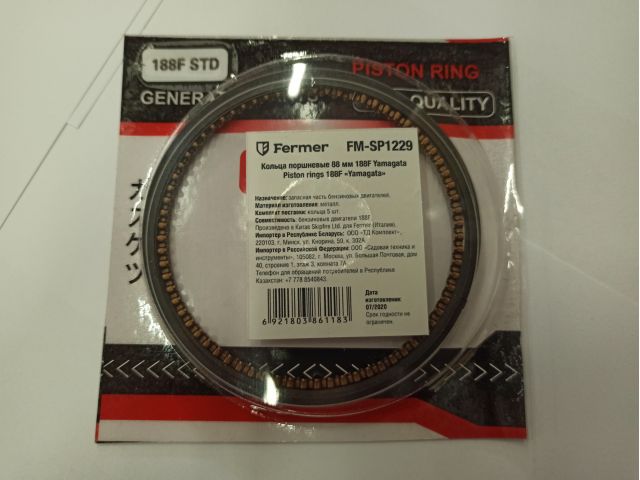 188F STD
PISTON RING
GENERA
QUALITY
Fermer FM-SP1229
Кольца поршневые 88 мм 188F Yamagata
Piston rings 188F «Yamagata»
Назначение: запасная часть бензиновых двигателей.
Материал изготовления: металл.
Комплект поставки: кольца 5 шт.
Совместимость: бензиновые двигатели 188F
Произведено в Китае Skipfire Ltd. для Fermer (Италия).
Импортер в Республике Беларусь: ООО «ТД Комплект»,
220103, г. Минск, ул. Кнорина, 50, к. 302А.
Импортер в Российской Федерации: ООО «Садовая техника и
инструменты», 105082, г. Москва, ул. Большая Почтовая, дом
40, строение 1, этаж 3, комната 7А.
Телефон для обращений потребителей в Республике
Казахстан: +7 778 8540843
Дата
изготовления:
07/2020
Срок годности не
ограничен.
6 921803 861183